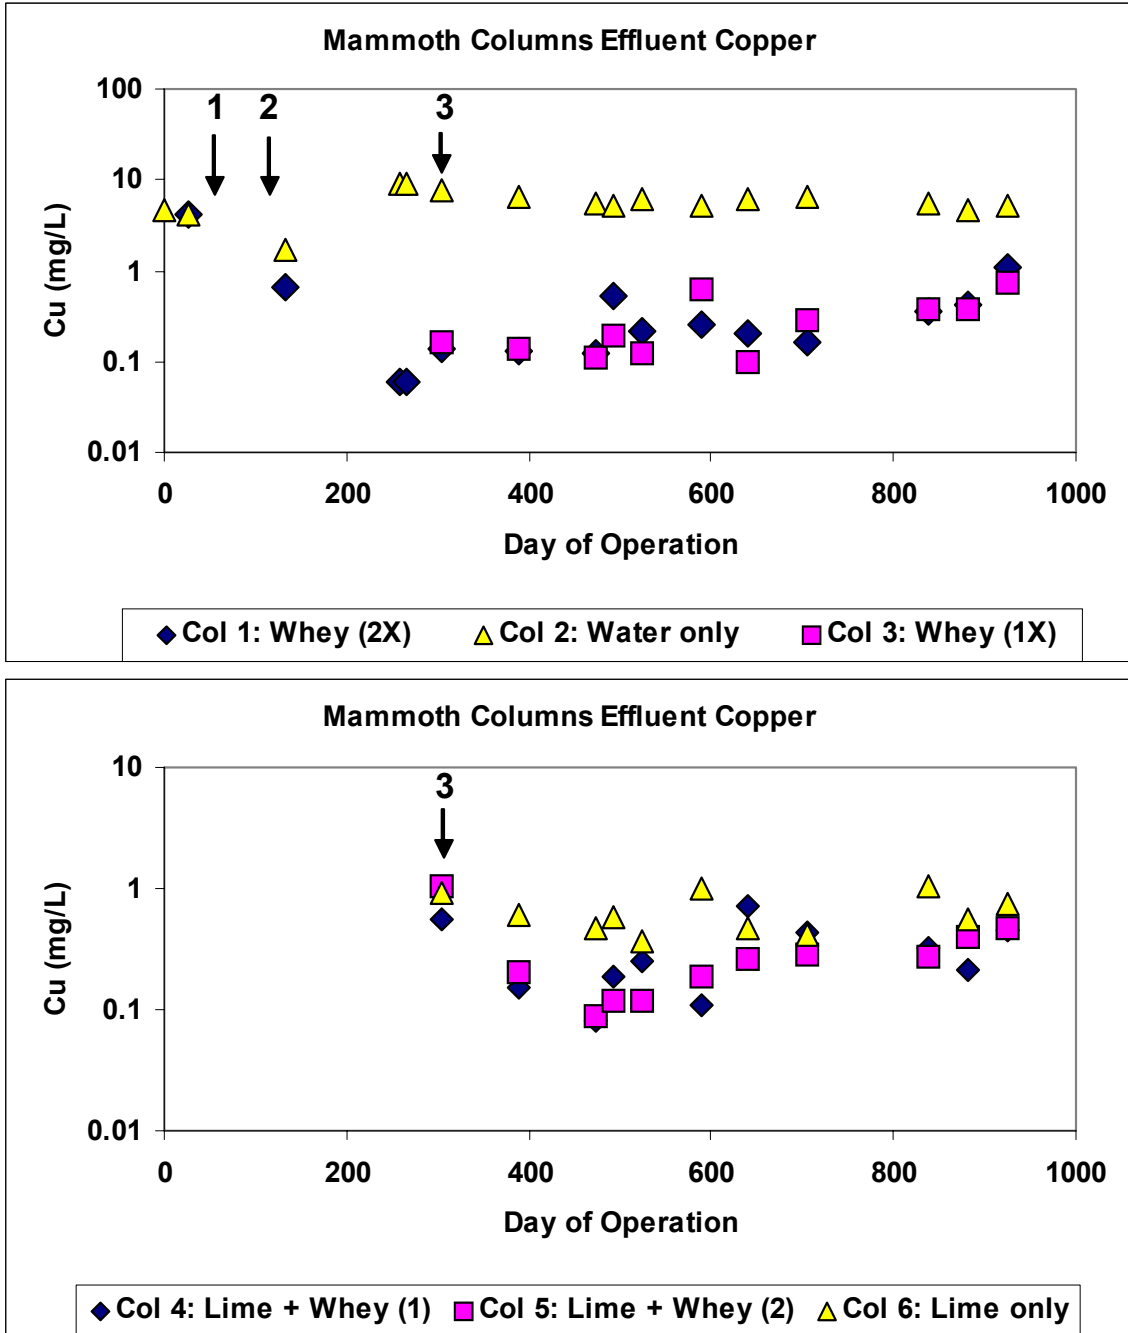 Mammoth Columns Effluent Copper
100
1 2 3
10
1
0.1
0.01
Cu (mg/L)
0 200 400 600 800 1000
Day of Operation
Col 1: Whey (2X) Col 2: Water only Col 3: Whey (1X)
Mammoth Columns Effluent Copper
10
3
1
0.1
0.01
Cu (mg/L)
0 200 400 600 800 1000
Day of Operation
Col 4: Lime + Whey (1) Col 5: Lime + Whey (2) Col 6: Lime only